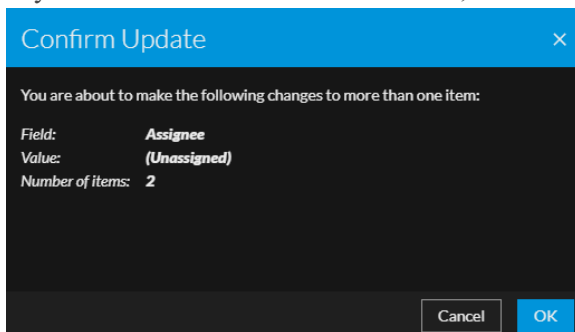 Confirm Update
You are about to make the following changes to more than one item:
Field: Assignee
Value: (Unassigned)
Number of items: 2
Cancel OK